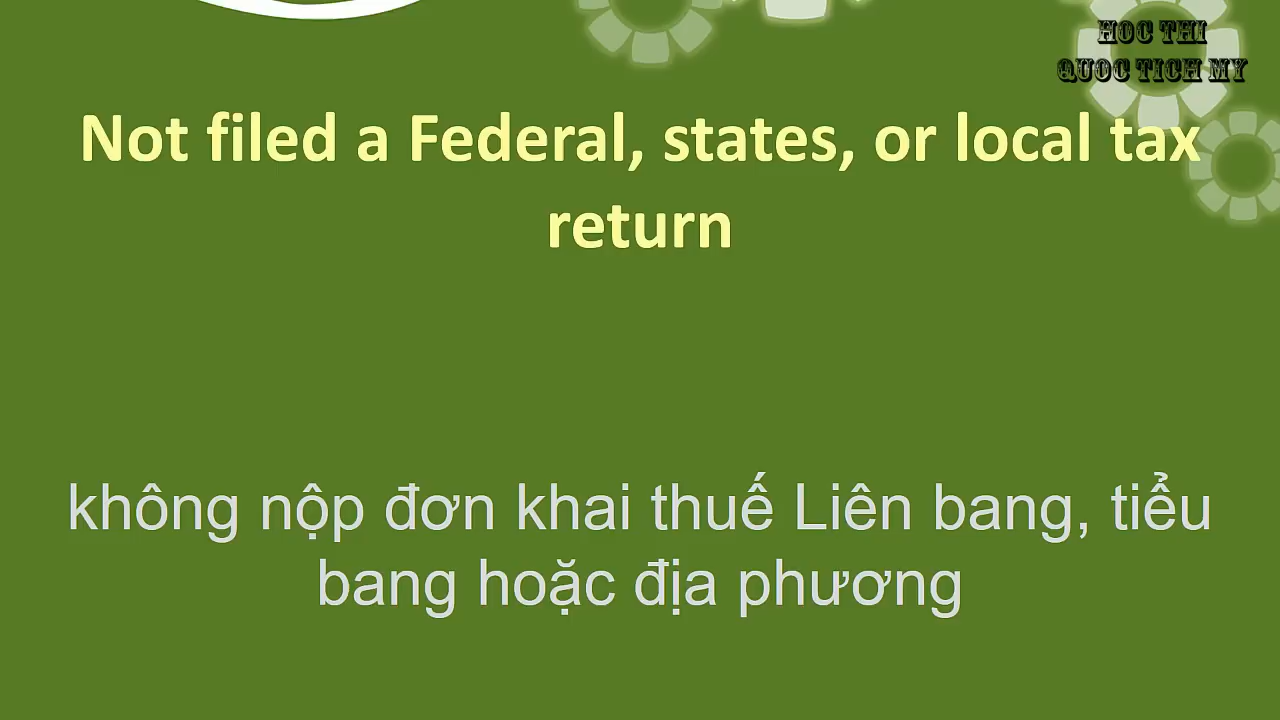 HOC THI
QUOC TICH MY
Not filed a Federal, states, or local tax
return
không nộp đơn khai thuế Liên bang, tiểu
bang hoặc địa phương